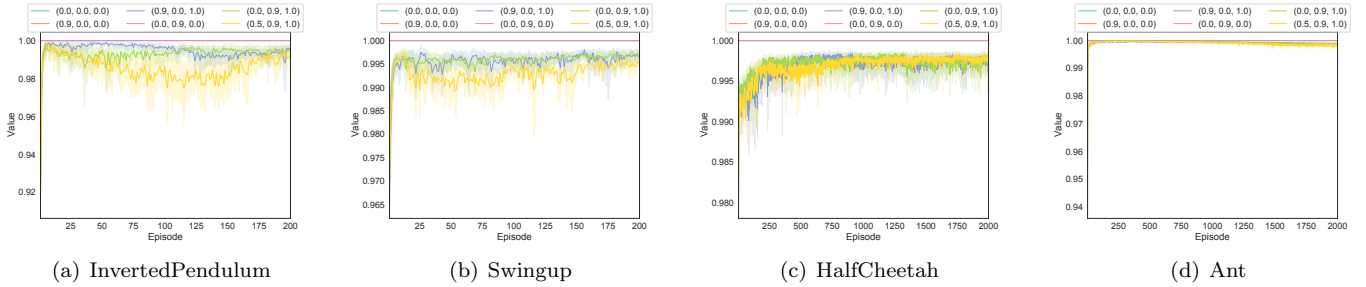 (0.0, 0.0, 0.0) (0.9, 0.0, 1.0) (0.0, 0.9, 1.0)
(0.9, 0.0, 0.0) (0.0, 0.9, 0.0) (0.5, 0.9, 1.0)
1.00
0.98
0.96
0.94
0.92
Value
25 50 75 100 125 150 175 200
Episode
(a) InvertedPendulum
(0.0, 0.0, 0.0) (0.9, 0.0, 1.0) (0.0, 0.9, 1.0)
(0.9, 0.0, 0.0) (0.0, 0.9, 0.0) (0.5, 0.9, 1.0)
1.000
0.995
0.990
0.985
0.980
0.975
0.970
0.965
Value
25 50 75 100 125 150 175 200
Episode
(b) Swingup
(0.0, 0.0, 0.0) (0.9, 0.0, 1.0) (0.0, 0.9, 1.0)
(0.9, 0.0, 0.0) (0.0, 0.9, 0.0) (0.5, 0.9, 1.0)
1.000
0.995
0.990
0.985
0.980
Value
250 500 750 1000 1250 1500 1750 2000
Episode
(c) HalfCheetah
(0.0, 0.0, 0.0) (0.9, 0.0, 1.0) (0.0, 0.9, 1.0)
(0.9, 0.0, 0.0) (0.0, 0.9, 0.0) (0.5, 0.9, 1.0)
1.00
0.99
0.98
0.97
0.96
0.95
0.94
Value
250 500 750 1000 1250 1500 1750 2000
Episode
(d) Ant